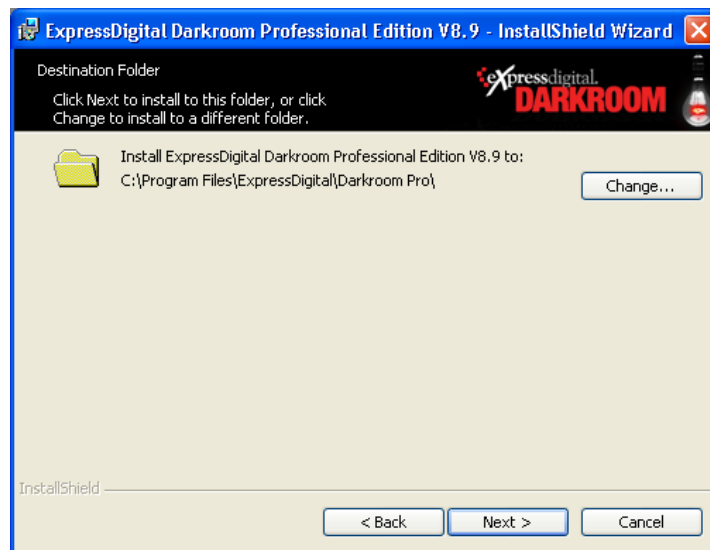 ExpressDigital Darkroom Professional Edition V8.9 - InstallShield Wizard
Destination Folder
Click Next to install to this folder, or click
Change to install to a different folder.
eXpressdigital.
DARKROOM
Install ExpressDigital Darkroom Professional Edition V8.9 to:
C:\Program Files\ExpressDigital\Darkroom Pro\
Change...
InstallShield
< Back
Next >
Cancel